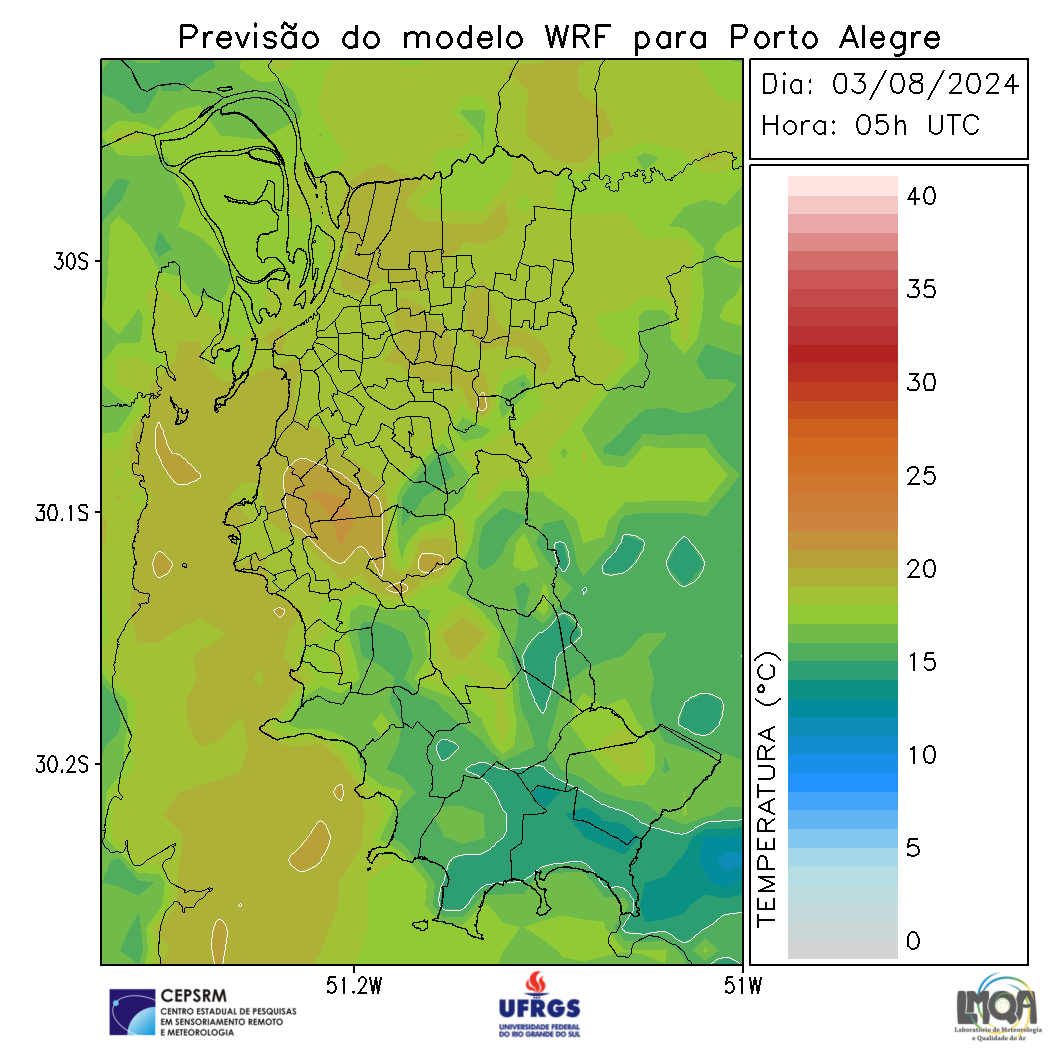 Previsão do modelo WRF para Porto Alegre
Dia: 03/08/2024
Hora: 05h UTC
40
35
30
25
20
15
10
5
0
TEMPERATURA (°C)
30S
30.1S
30.2S
51.2W
51W
CEPSRM
CENTRO ESTADUAL DE PESQUISAS
EM SENSORIAMENTO REMOTO
E METEOROLOGIA
UFRGS
UNIVERSIDADE FEDERAL
DO RIO GRANDE DO SUL
LMQA
Laboratório de Meteorologia
e Qualidade do Ar